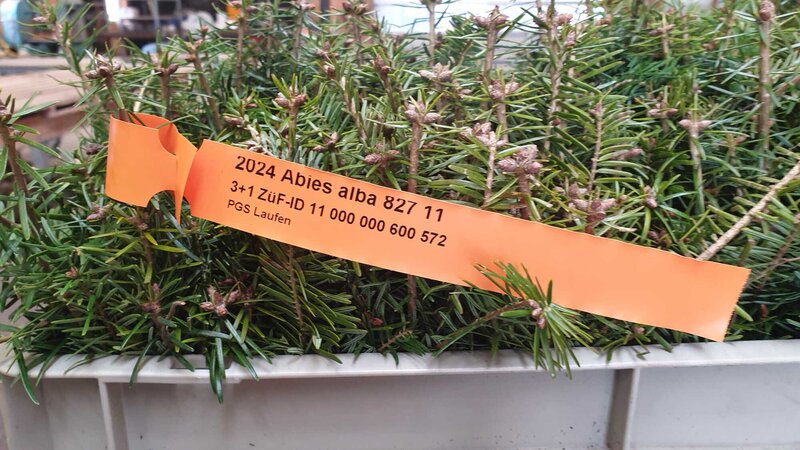 2024 Abies alba 827 11
3+1 ZüF-ID 11 000 000 600 572
PGS Laufen